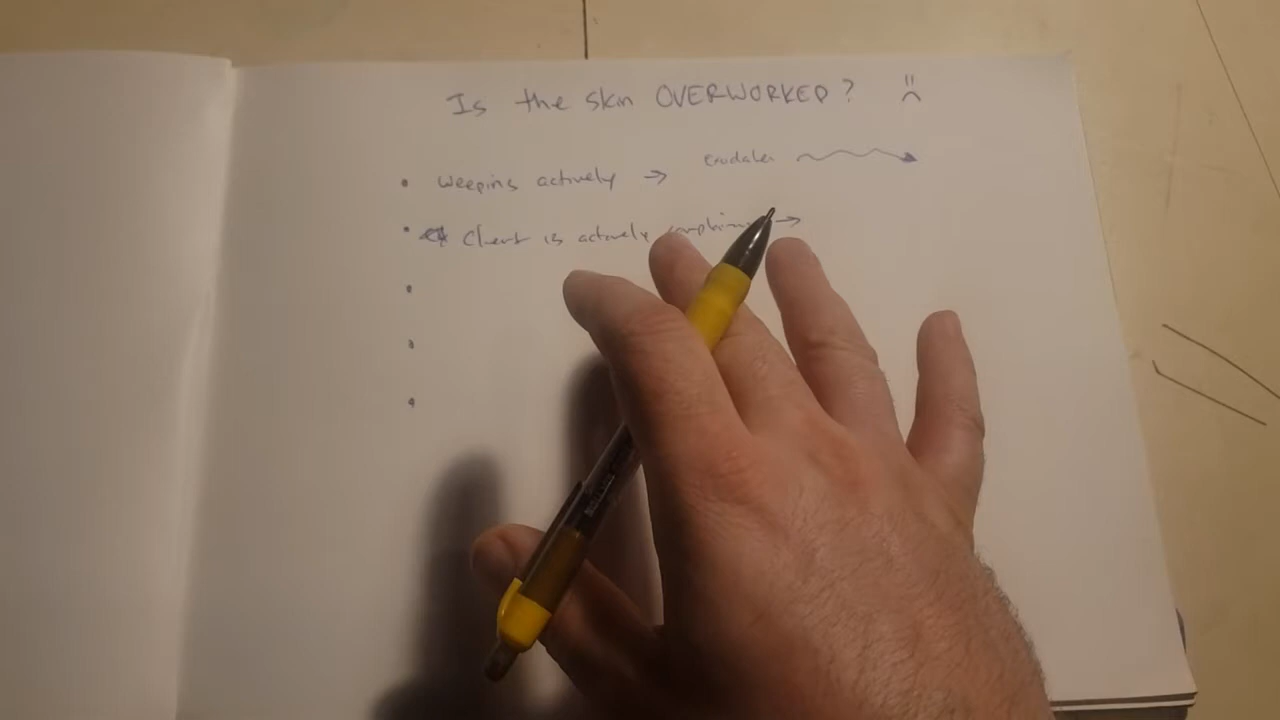 Is the skin OVERWORKED?
weeping actively → exudates
Client is actively →